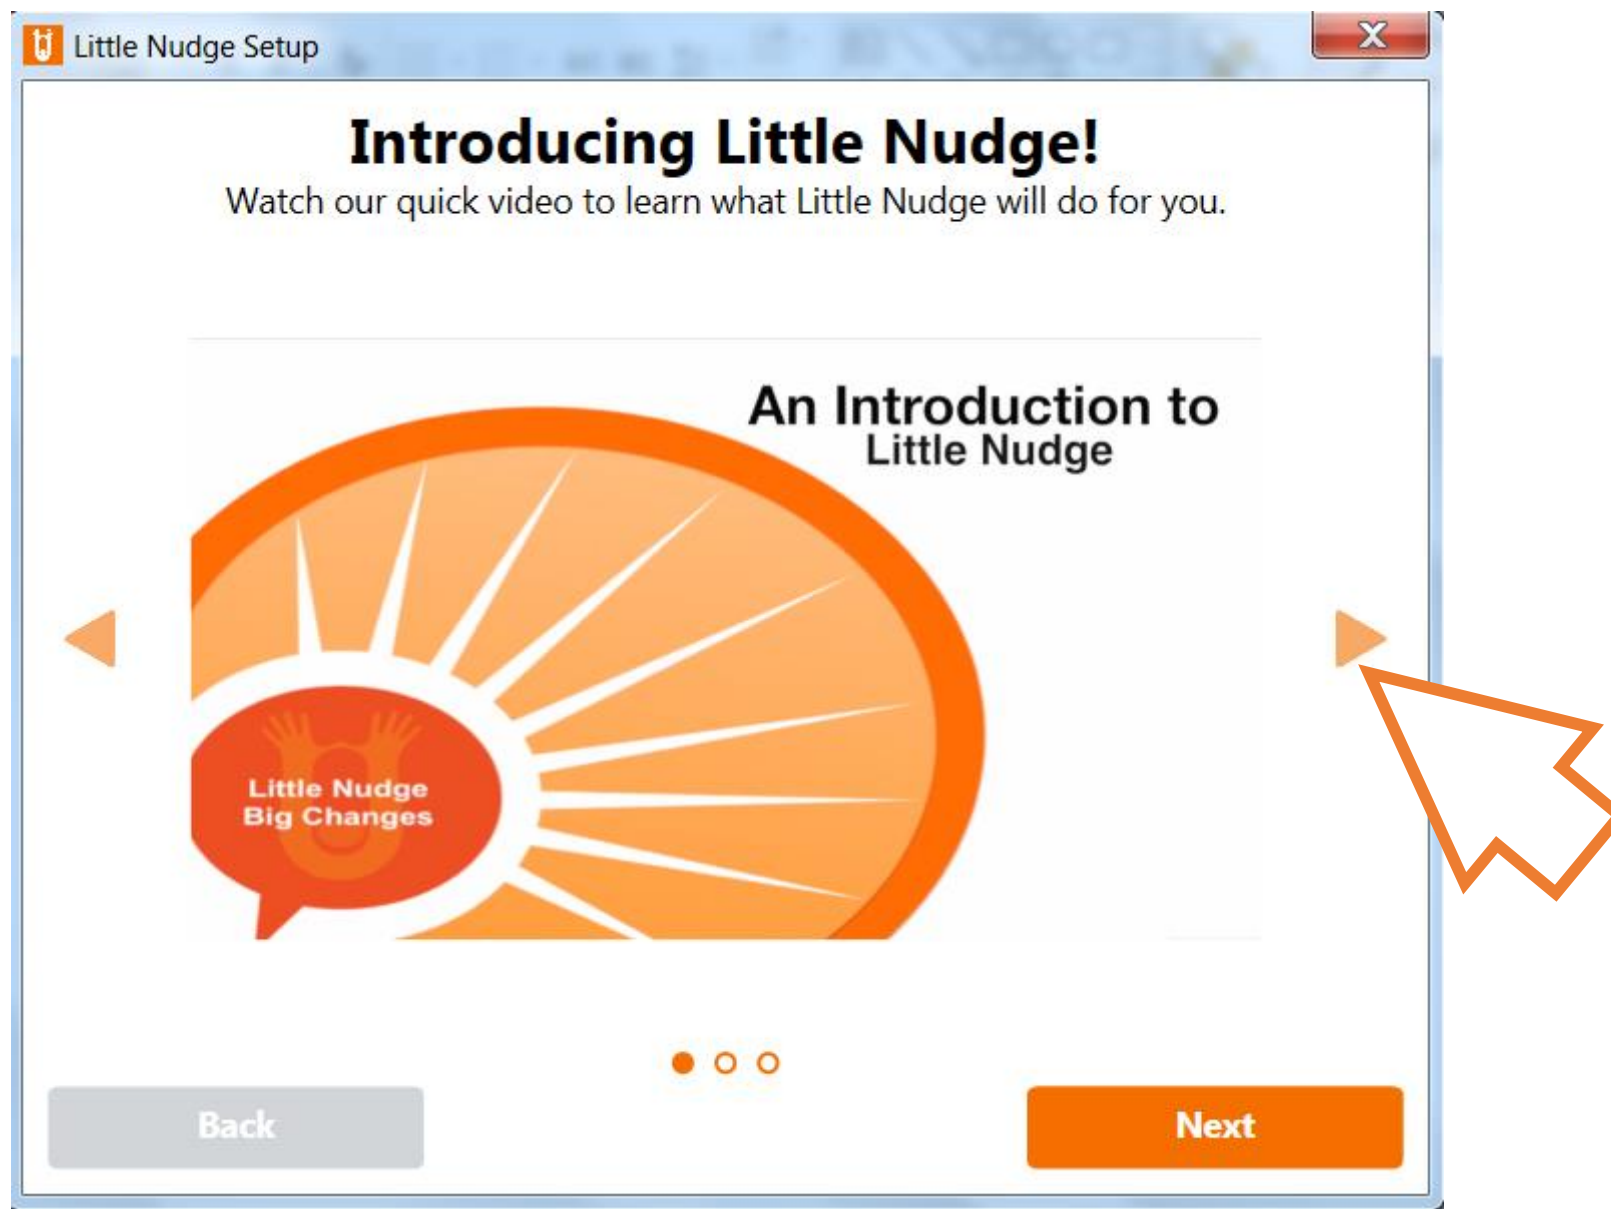 Little Nudge Setup
Introducing Little Nudge!
Watch our quick video to learn what Little Nudge will do for you.
An Introduction to
Little Nudge
Little Nudge
Big Changes
Back
Next